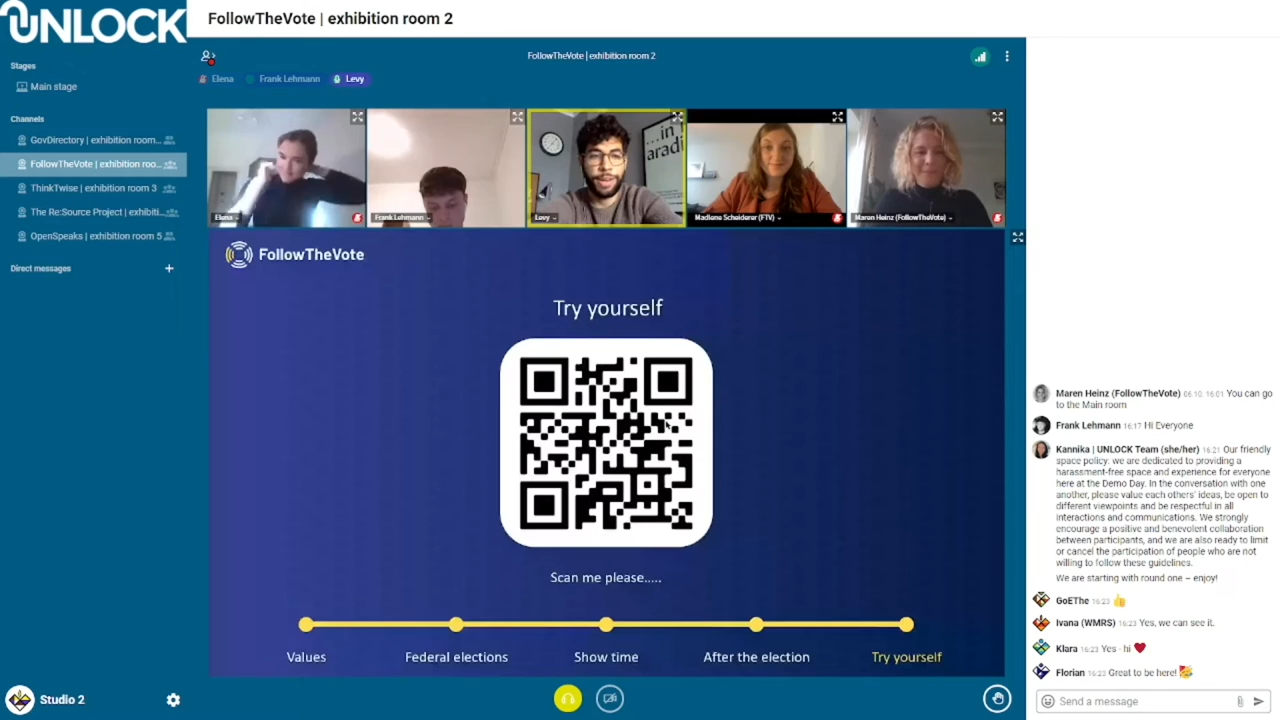 UNLOCK
FollowTheVote | exhibition room 2
Stages
Main stage
Channels
GovDirectory | exhibition room...
FollowTheVote | exhibition roo...
ThinkTwise | exhibition room 3
The Re:Source Project | exhibiti...
OpenSpeaks | exhibition room 5
Direct messages
Studio 2
FollowTheVote | exhibition room 2
Elena
Frank Lehmann
Levy
...in
aradi
Elena
Frank Lehmann
Levy
Madlene Scheiderer (FTV)
Maren Heinz (FollowTheVote)
FollowTheVote
Try yourself
Scan me please.....
Values
Federal elections
Show time
After the election
Try yourself
Maren Heinz (FollowTheVote) 06.10. 16:01 You can go
to the Main room
Frank Lehmann 16:17 Hi Everyone
Kannika | UNLOCK Team (she/her) 16:21 Our friendly
space policy: we are dedicated to providing a
harassment-free space and experience for everyone
here at the Demo Day. In the conversation with one
another, please value each others' ideas, be open to
different viewpoints and be respectful in all
interactions and communications. We strongly
encourage a positive and benevolent collaboration
between participants, and we are also ready to limit
or cancel the participation of people who are not
willing to follow these guidelines.
We are starting with round one – enjoy!
GoEThe 16:23 👍
Ivana (WMRS) 16:23 Yes, we can see it.
Klara 16:23 Yes - hi ♥
Florian 16:23 Great to be here! 🥰
Send a message